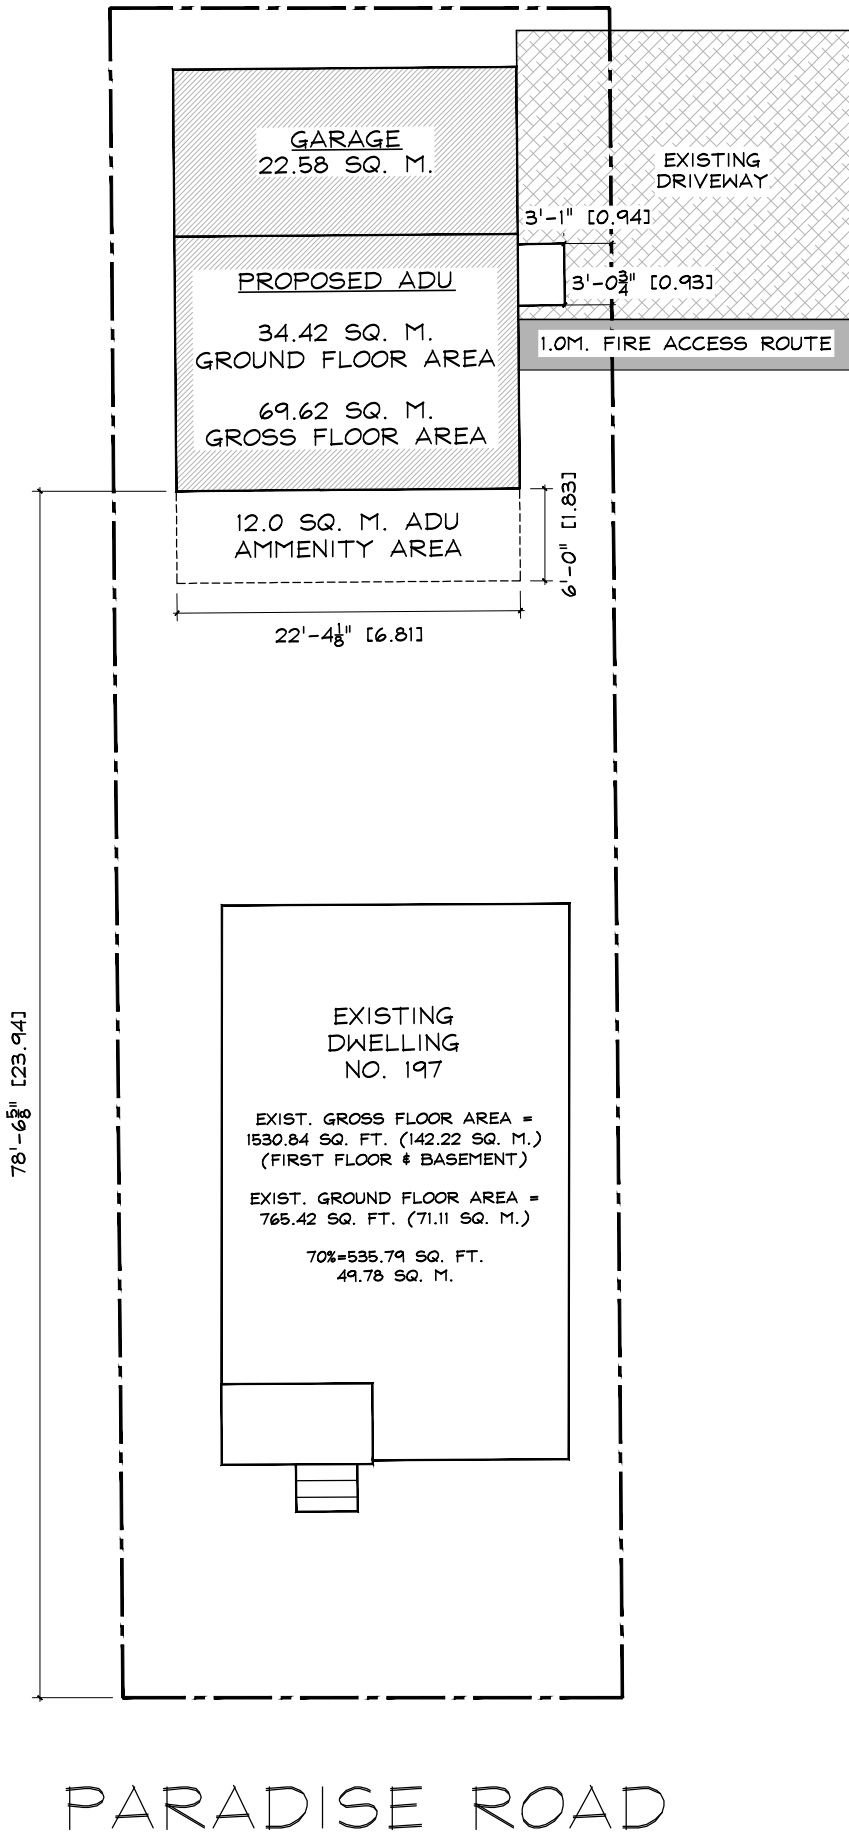 GARAGE
22.58 SQ. M.
EXISTING
DRIVEWAY
3'-1" [0.94]
3'-0¾" [0.93]
PROPOSED ADU
34.42 SQ. M.
GROUND FLOOR AREA
69.62 SQ. M.
GROSS FLOOR AREA
1.0M. FIRE ACCESS ROUTE
12.0 SQ. M. ADU
AMMENITY AREA
6'-0" [1.83]
22'-4⅛" [6.81]
78'-6⅝" [23.94]
EXISTING
DWELLING
NO. 197
EXIST. GROSS FLOOR AREA =
1530.84 SQ. FT. (142.22 SQ. M.)
(FIRST FLOOR & BASEMENT)
EXIST. GROUND FLOOR AREA =
765.42 SQ. FT. (71.11 SQ. M.)
70%=535.79 SQ. FT.
49.78 SQ. M.
PARADISE ROAD